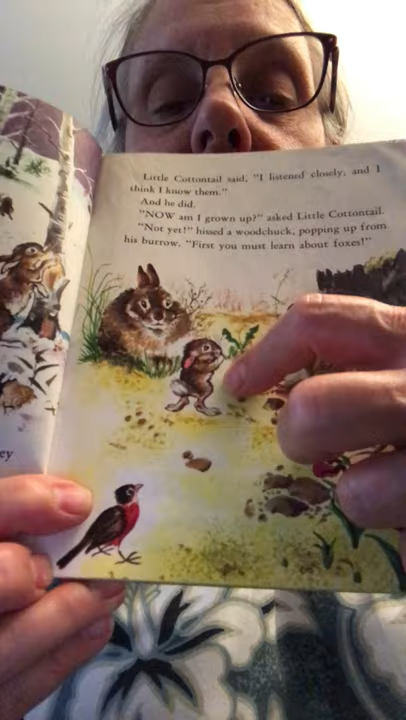 Little Cottontail said, "I listened closely, and I
think I know them."
And he did.
"NOW am I grown up?" asked Little Cottontail.
"Not yet!" hissed a woodchuck, popping up from
his burrow. "First you must learn about foxes!"
ey